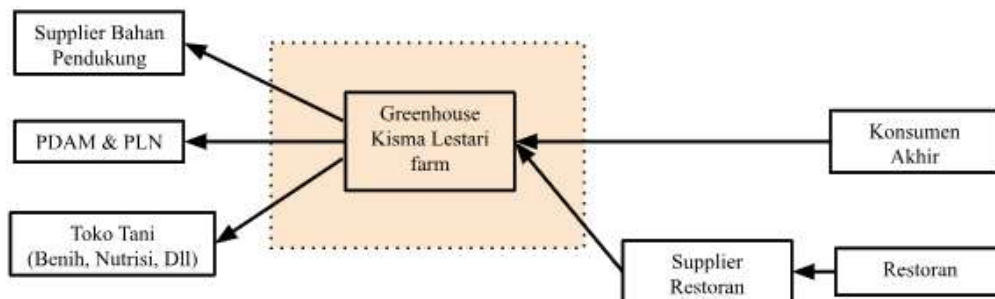 Supplier Bahan
Pendukung
PDAM & PLN
Toko Tani
(Benih, Nutrisi, Dll)
Greenhouse
Kisma Lestari
farm
Konsumen
Akhir
Supplier
Restoran
Restoran